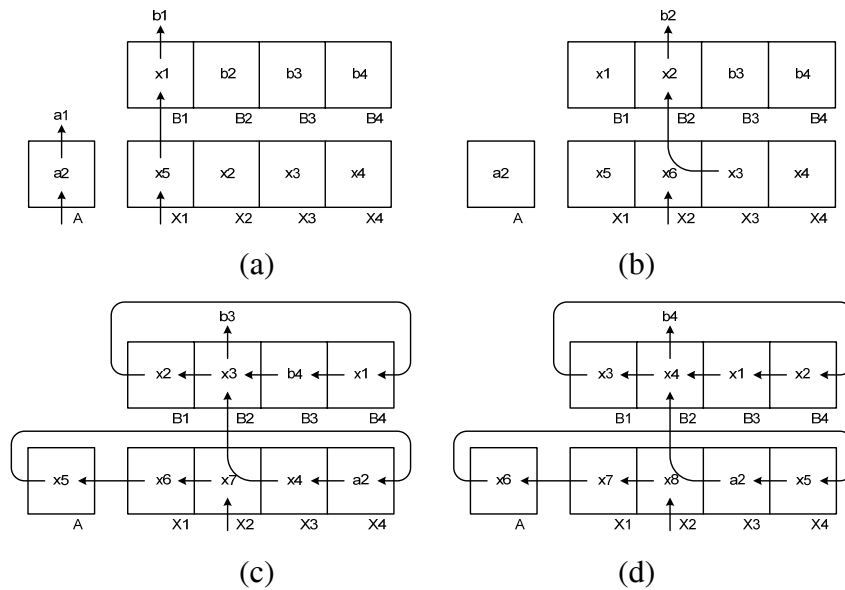 b1
x1 b2 b3 b4
B1 B2 B3 B4
a1
a2 x5 x2 x3 x4
A X1 X2 X3 X4
(a)
b2
x1 x2 b3 b4
B1 B2 B3 B4
a2 x5 x6 x3 x4
A X1 X2 X3 X4
(b)
b3
x2 x3 b4 x1
B1 B2 B3 B4
x5 x6 x7 x4 a2
A X1 X2 X3 X4
(c)
b4
x3 x4 x1 x2
B1 B2 B3 B4
x6 x7 x8 a2 x5
A X1 X2 X3 X4
(d)